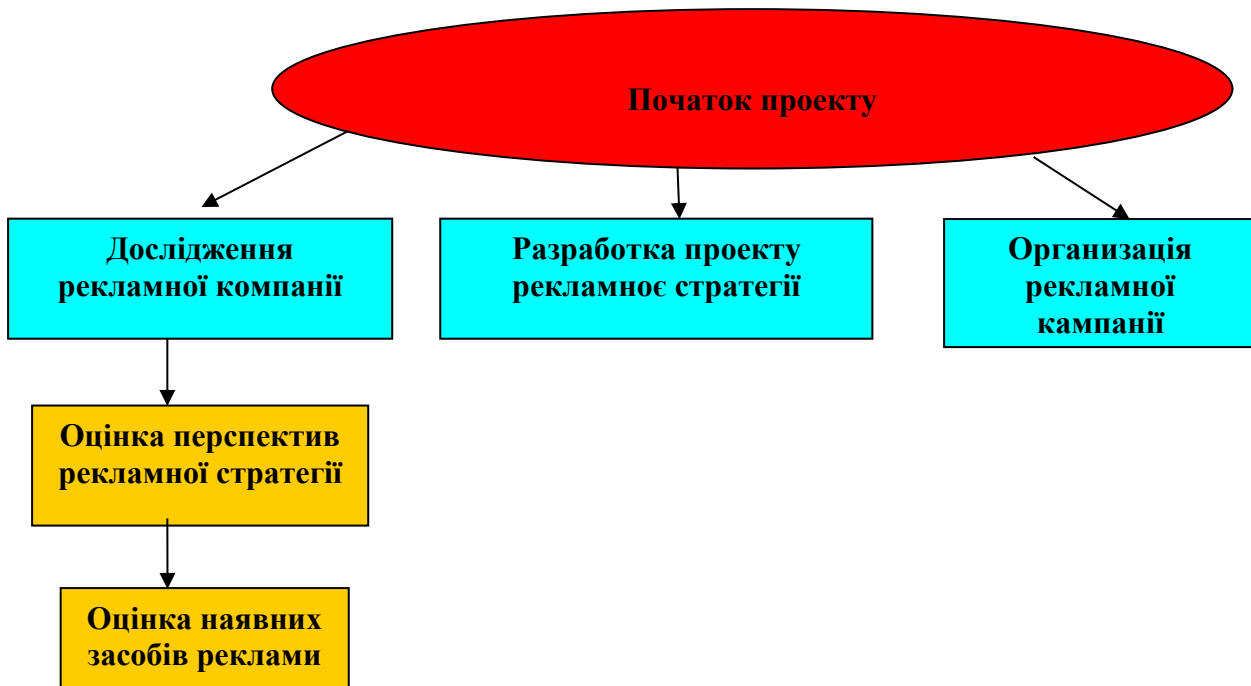 Початок проекту
Дослідження
рекламної компанії
Разработка проекту
рекламноє стратегії
Организація
рекламної
кампанії
Оцінка перспектив
рекламної стратегії
Оцінка наявних
засобів реклами